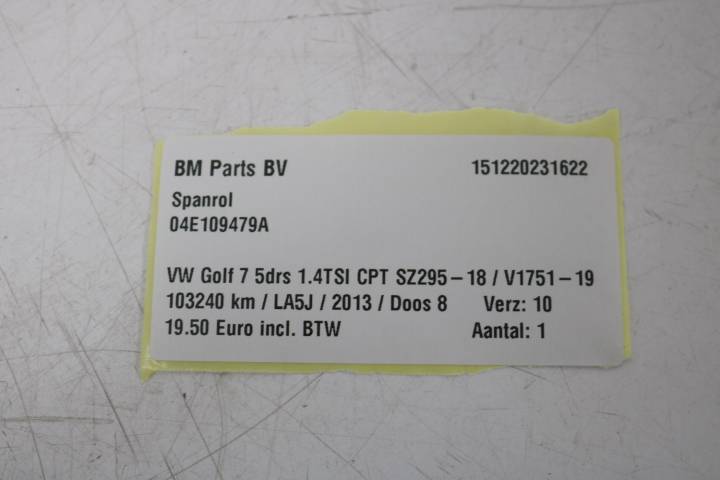 BM Parts BV 151220231622
Spanrol
04E109479A
VW Golf 7 5drs 1.4TSI CPT SZ295-18 / V1751-19
103240 km / LA5J / 2013 / Doos 8 Verz: 10
19.50 Euro incl. BTW Aantal: 1